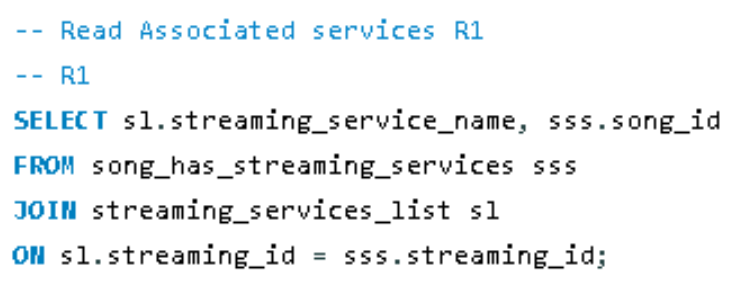 -- Read Associated services R1
-- R1
SELECT sl.streaming_service_name, sss.song_id
FROM song_has_streaming_services sss
JOIN streaming_services_list sl
ON sl.streaming_id = sss.streaming_id;